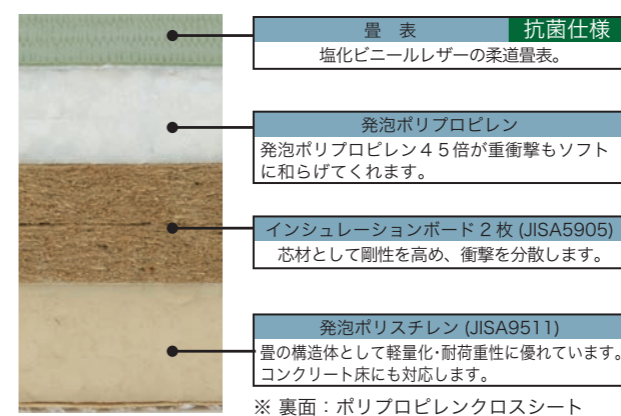 畳 表 抗菌仕様
塩化ビニールレザーの柔道畳表。
発泡ポリプロピレン
発泡ポリプロピレン４５倍が重衝撃もソフト
に和らげてくれます。
インシュレーションボード 2 枚 (JISA5905)
芯材として剛性を高め、衝撃を分散します。
発泡ポリスチレン (JISA9511)
畳の構造体として軽量化･耐荷重性に優れています。
コンクリート床にも対応します。
※ 裏面：ポリプロピレンクロスシート